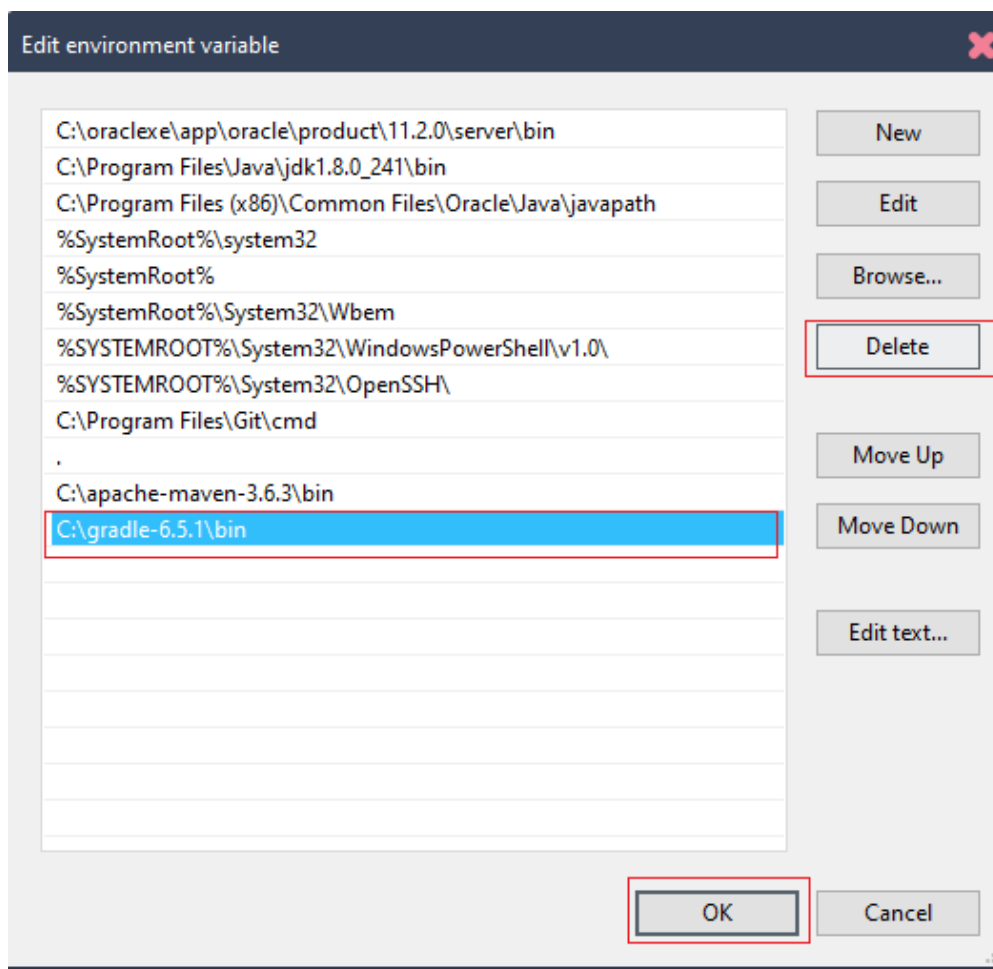 Edit environment variable
C:\oraclexe\app\oracle\product\11.2.0\server\bin
C:\Program Files\Java\jdk1.8.0_241\bin
C:\Program Files (x86)\Common Files\Oracle\Java\javapath
%SystemRoot%\system32
%SystemRoot%
%SystemRoot%\System32\Wbem
%SYSTEMROOT%\System32\WindowsPowerShell\v1.0\
%SYSTEMROOT%\System32\OpenSSH\
C:\Program Files\Git\cmd
.
C:\apache-maven-3.6.3\bin
C:\gradle-6.5.1\bin
New
Edit
Browse...
Delete
Move Up
Move Down
Edit text...
OK
Cancel